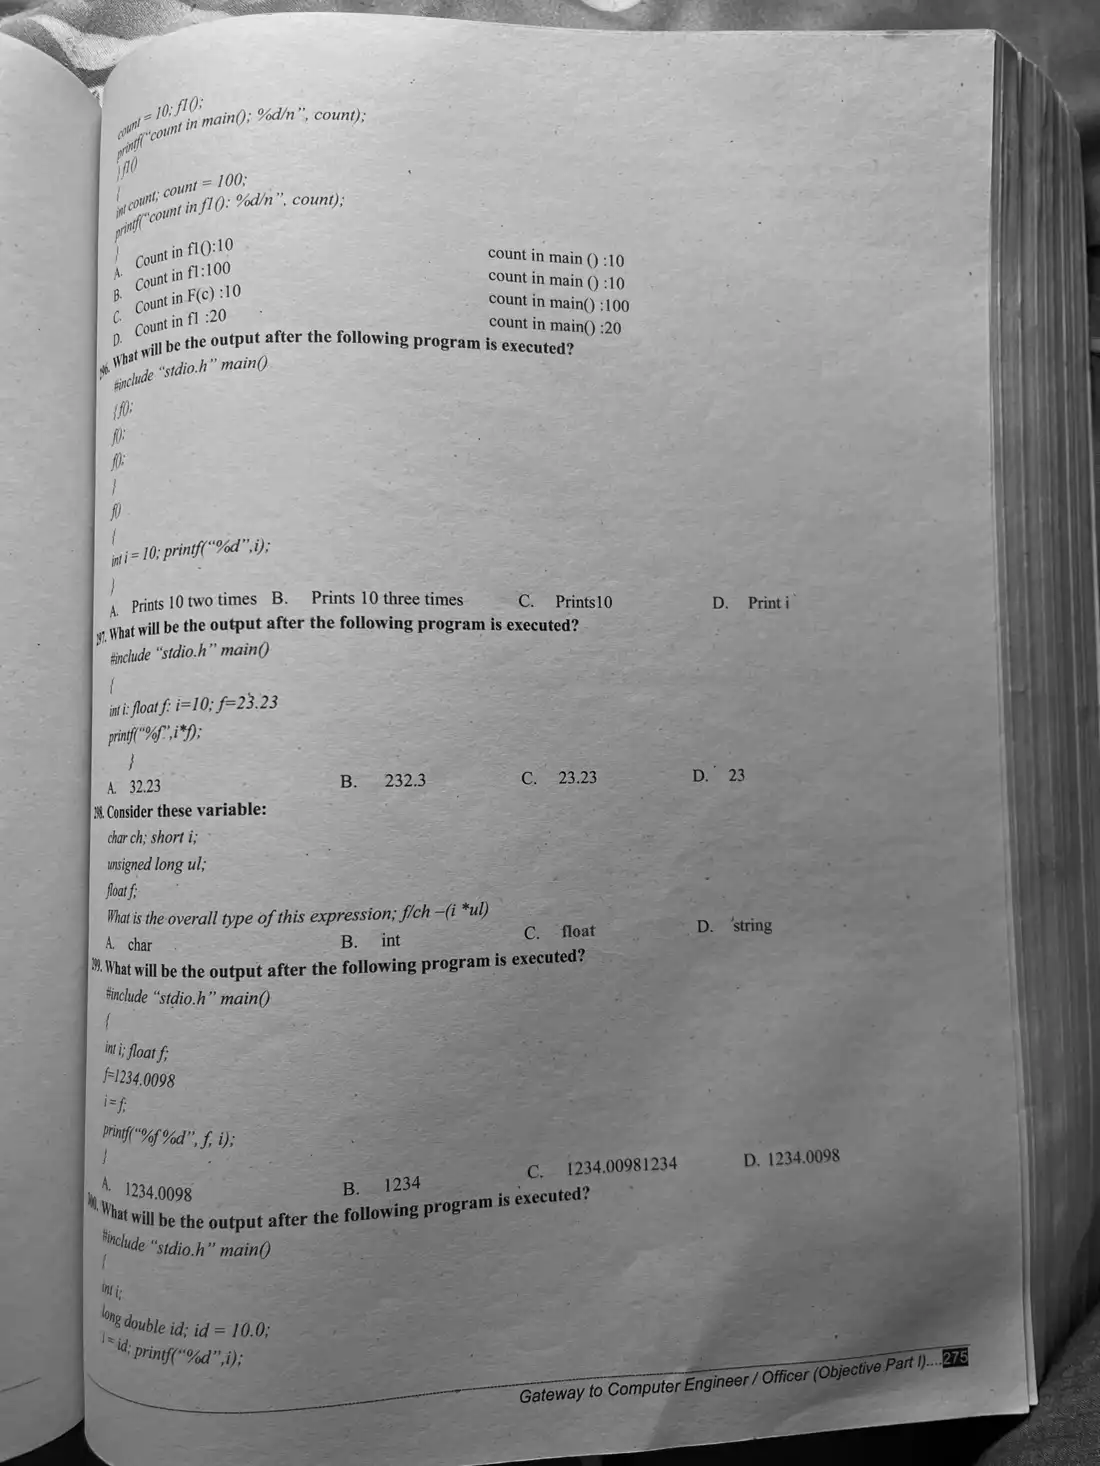 count = 10; f1();
printf("count in main(); %d/n", count);
}f1()
{
int count; count = 100;
printf("count in f1(): %d/n", count);
}
A. Count in f1():10 count in main () :10
B. Count in f1:100 count in main () :10
C. Count in F(c) :10 count in main() :100
D. Count in f1 :20 count in main() :20
296. What will be the output after the following program is executed?
#include "stdio.h" main()
{f();
f();
f();
}
f()
{
int i = 10; printf("%d",i);
}
A. Prints 10 two times B. Prints 10 three times C. Prints10 D. Print i
297. What will be the output after the following program is executed?
#include "stdio.h" main()
{
int i: float f: i=10; f=23.23
printf("%f",i*f);
}
A. 32.23 B. 232.3 C. 23.23 D. 23
298. Consider these variable:
char ch; short i;
unsigned long ul;
float f;
What is the overall type of this expression; f/ch –(i *ul)
A. char B. int C. float D. string
299. What will be the output after the following program is executed?
#include "stdio.h" main()
{
int i; float f;
f=1234.0098
i = f;
printf("%f %d", f, i);
}
A. 1234.0098 B. 1234 C. 1234.00981234 D. 1234.0098
300. What will be the output after the following program is executed?
#include "stdio.h" main()
{
int i;
long double id; id = 10.0;
i = id; printf("%d",i);
Gateway to Computer Engineer / Officer (Objective Part I)....275